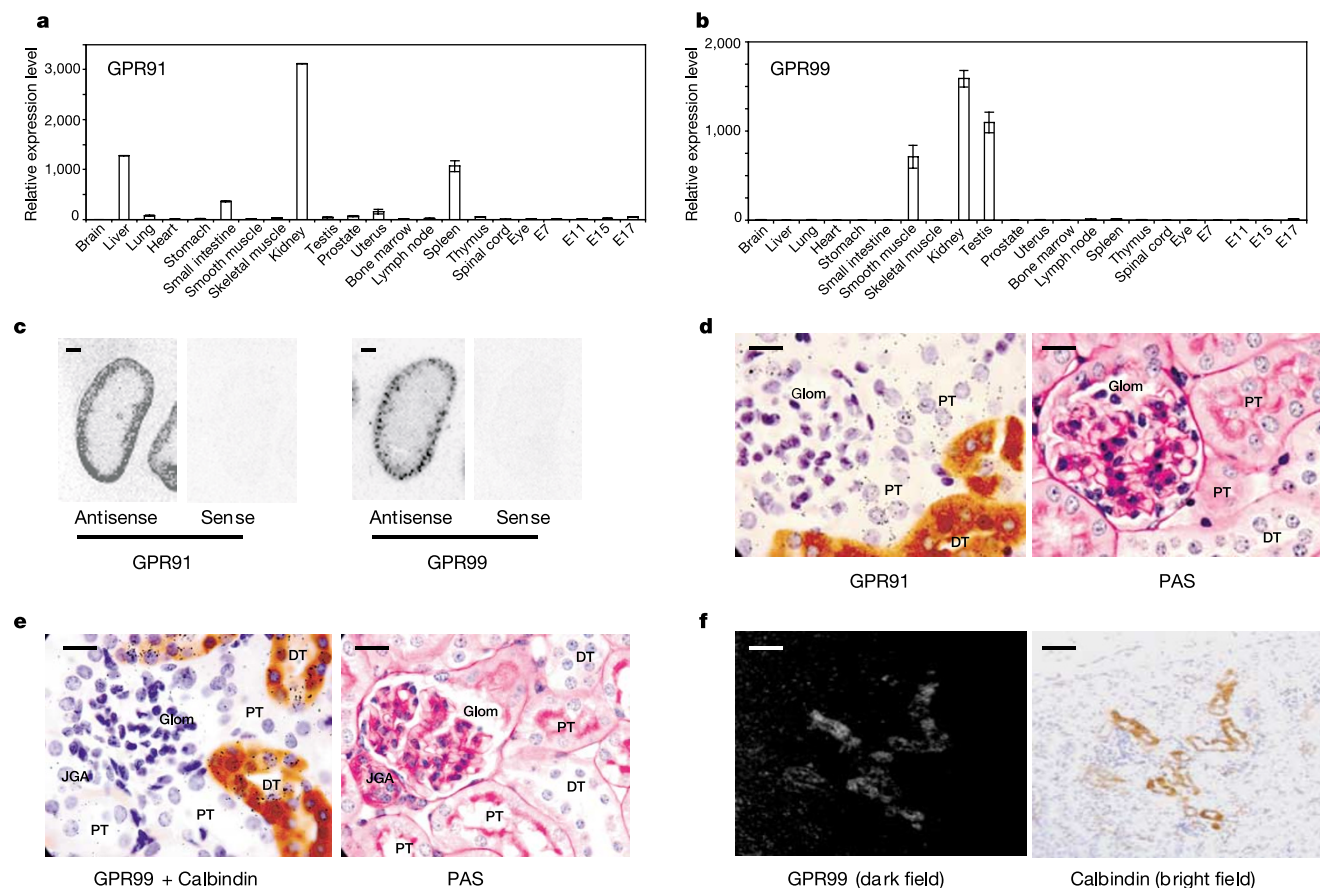 a
Relative expression level
GPR91
3,000
2,000
1,000
0
Brain
Liver
Lung
Heart
Stomach
Small intestine
Smooth muscle
Skeletal muscle
Kidney
Testis
Prostate
Uterus
Bone marrow
Lymph node
Spleen
Thymus
Spinal cord
Eye
E7
E11
E15
E17
b
Relative expression level
GPR99
2,000
1,000
0
Brain
Liver
Lung
Heart
Stomach
Small intestine
Smooth muscle
Skeletal muscle
Kidney
Testis
Prostate
Uterus
Bone marrow
Lymph node
Spleen
Thymus
Spinal cord
Eye
E7
E11
E15
E17
c
Antisense Sense
GPR91
Antisense Sense
GPR99
d
Glom
PT
PT
DT
GPR91
Glom
PT
PT
DT
PAS
e
DT
PT
Glom
JGA
DT
PT
PT
GPR99 + Calbindin
DT
Glom
PT
JGA
DT
PT
PT
PAS
f
GPR99 (dark field)
Calbindin (bright field)